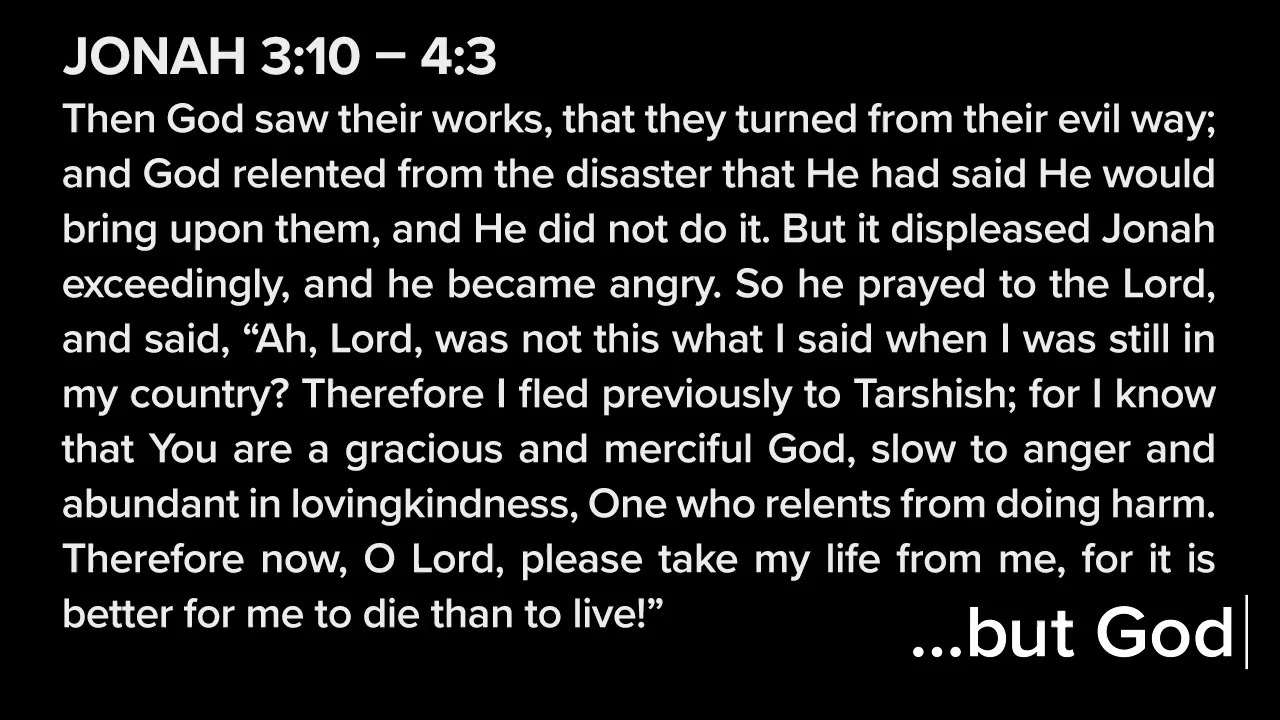 JONAH 3:10 – 4:3
Then God saw their works, that they turned from their evil way;
and God relented from the disaster that He had said He would
bring upon them, and He did not do it. But it displeased Jonah
exceedingly, and he became angry. So he prayed to the Lord,
and said, “Ah, Lord, was not this what I said when I was still in
my country? Therefore I fled previously to Tarshish; for I know
that You are a gracious and merciful God, slow to anger and
abundant in lovingkindness, One who relents from doing harm.
Therefore now, O Lord, please take my life from me, for it is
better for me to die than to live!”
...but God